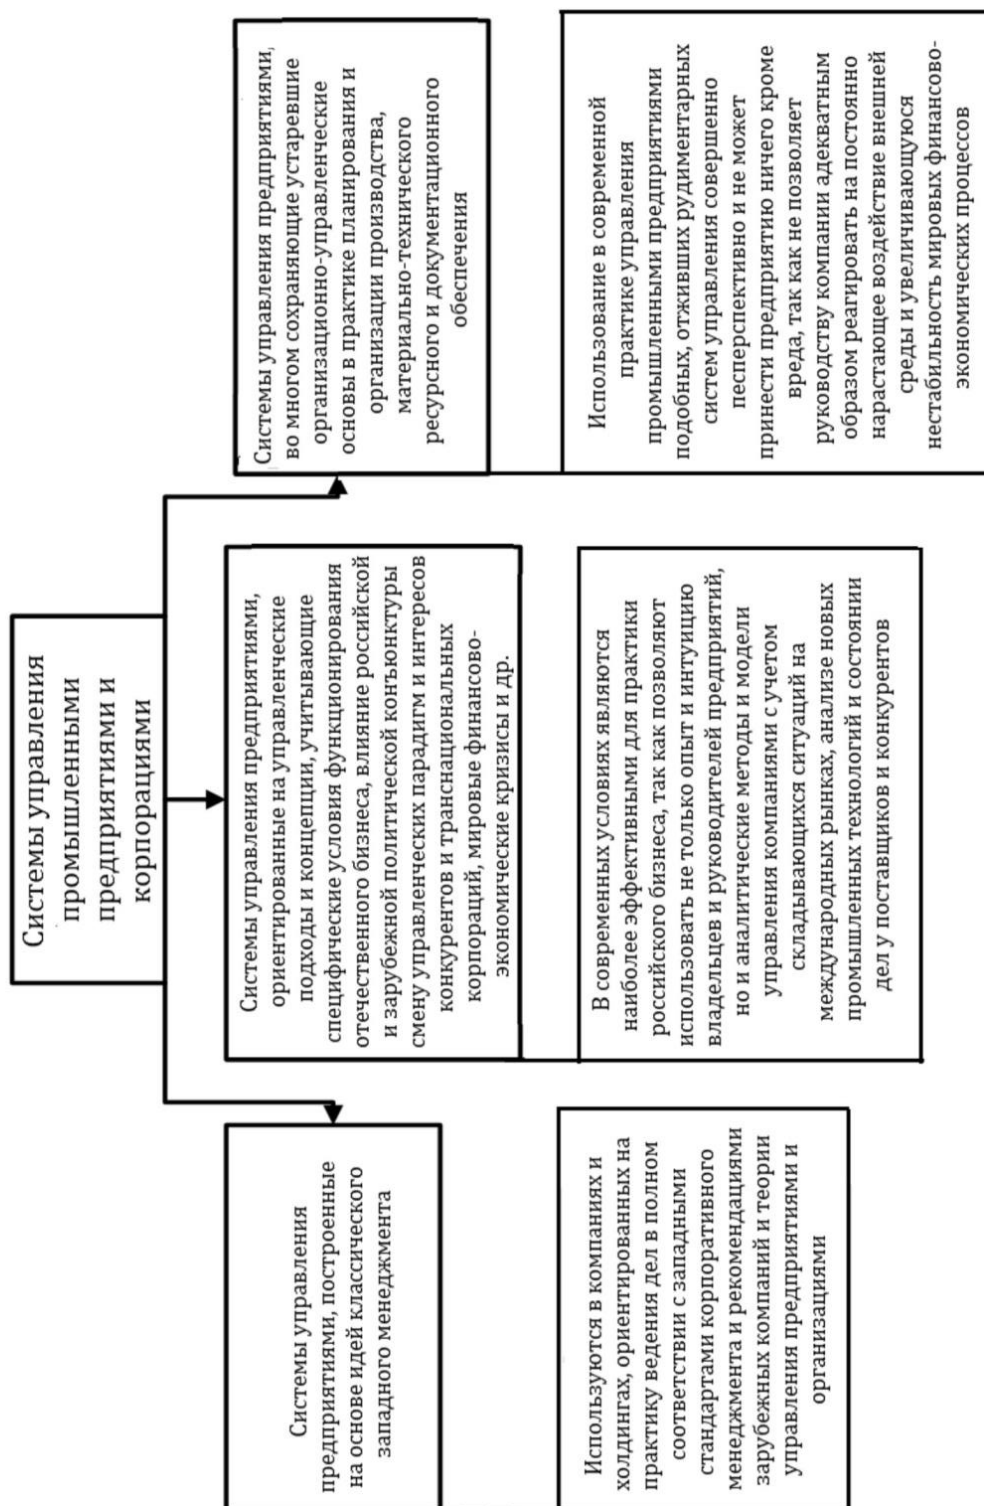 Системы управления
промышленными
предприятиями и
корпорациями
Системы управления
предприятиями, построенные
на основе идей классического
западного менеджмента
Используются в компаниях и
холдингах, ориентированных на
практику ведения дел в полном
соответствии с западными
стандартами корпоративного
менеджмента и рекомендациями
зарубежных компаний и теории
управления предприятиями и
организациями
Системы управления предприятиями,
ориентированные на управленческие
подходы и концепции, учитывающие
специфические условия функционирования
отечественного бизнеса, влияние российской
и зарубежной политической конъюнктуры
смену управленческих парадигм и интересов
конкурентов и транснациональных
корпораций, мировые финансово-
экономические кризисы и др.
В современных условиях являются
наиболее эффективными для практики
российского бизнеса, так как позволяют
использовать не только опыт и интуицию
владельцев и руководителей предприятий,
но и аналитические методы и модели
управления компаниями с учетом
складывающихся ситуаций на
международных рынках, анализе новых
промышленных технологий и состоянии
дел у поставщиков и конкурентов
Системы управления предприятиями,
во многом сохраняющие устаревшие
организационно-управленческие
основы в практике планирования и
организации производства,
материально-технического
ресурсного и документационного
обеспечения
Использование в современной
практике управления
промышленными предприятиями
подобных, отживших рудиментарных
систем управления совершенно
песперспективно и не может
принести предприятию ничего кроме
вреда, так как не позволяет
руководству компании адекватным
образом реагировать на постоянно
нарастающее воздействие внешней
среды и увеличивающуюся
нестабильность мировых финансово-
экономических процессов